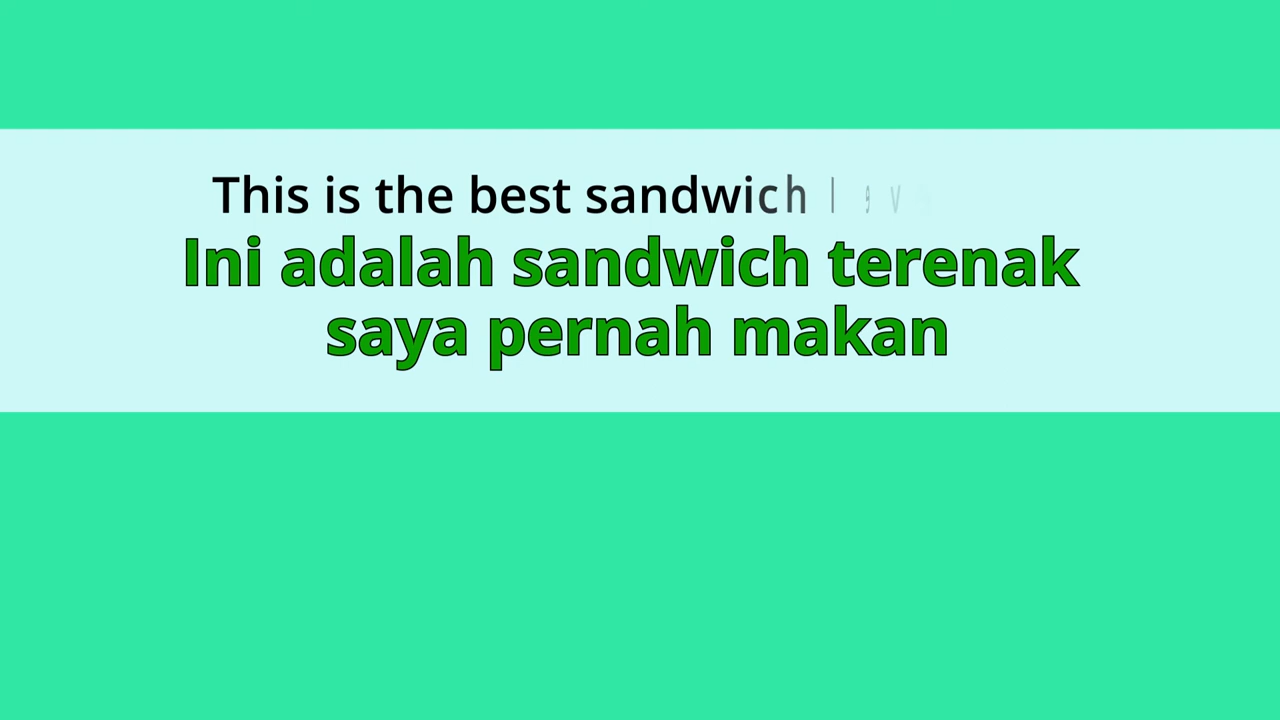 This is the best sandwich I
Ini adalah sandwich terenak
saya pernah makan